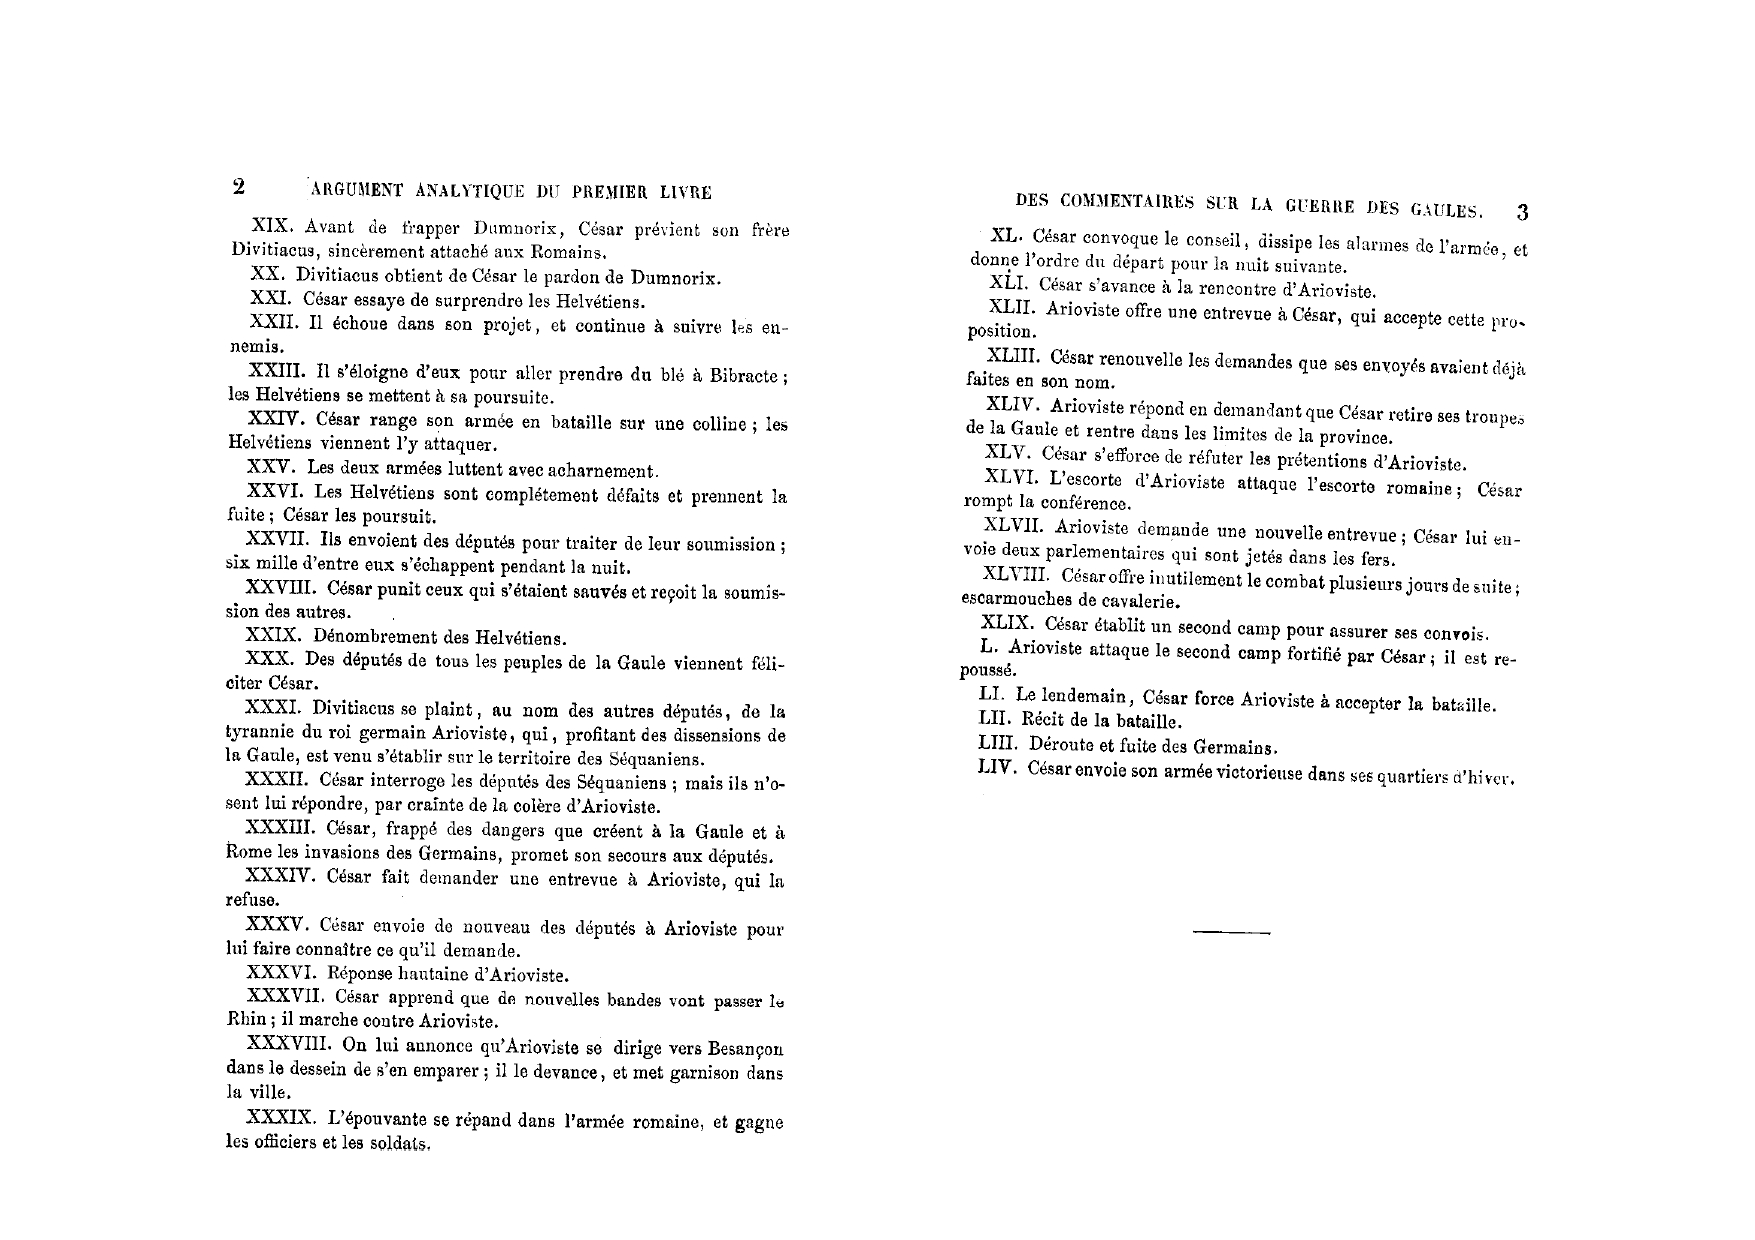 2 ARGUMENT ANALYTIQUE DU PREMIER LIVRE
XIX. Avant de frapper Dumnorix, César prévient son frère
Divitiacus, sincèrement attaché aux Romains.
XX. Divitiacus obtient de César le pardon de Dumnorix.
XXI. César essaye de surprendre les Helvétiens.
XXII. Il échoue dans son projet, et continue à suivre les en-
nemis.
XXIII. Il s'éloigne d'eux pour aller prendre du blé à Bibracte ;
les Helvétiens se mettent à sa poursuite.
XXIV. César range son armée en bataille sur une colline ; les
Helvétiens viennent l'y attaquer.
XXV. Les deux armées luttent avec acharnement.
XXVI. Les Helvétiens sont complétement défaits et prennent la
fuite ; César les poursuit.
XXVII. Ils envoient des députés pour traiter de leur soumission ;
six mille d'entre eux s'échappent pendant la nuit.
XXVIII. César punit ceux qui s'étaient sauvés et reçoit la soumis-
sion des autres.
XXIX. Dénombrement des Helvétiens.
XXX. Des députés de tous les peuples de la Gaule viennent féli-
citer César.
XXXI. Divitiacus se plaint, au nom des autres députés, de la
tyrannie du roi germain Arioviste, qui, profitant des dissensions de
la Gaule, est venu s'établir sur le territoire des Séquaniens.
XXXII. César interroge les députés des Séquaniens ; mais ils n'o-
sent lui répondre, par crainte de la colère d'Arioviste.
XXXIII. César, frappé des dangers que créent à la Gaule et à
Rome les invasions des Germains, promet son secours aux députés.
XXXIV. César fait demander une entrevue à Arioviste, qui la
refuse.
XXXV. César envoie de nouveau des députés à Arioviste pour
lui faire connaître ce qu'il demande.
XXXVI. Réponse hautaine d'Arioviste.
XXXVII. César apprend que de nouvelles bandes vont passer le
Rhin ; il marche contre Arioviste.
XXXVIII. On lui annonce qu'Arioviste se dirige vers Besançon
dans le dessein de s'en emparer ; il le devance, et met garnison dans
la ville.
XXXIX. L'épouvante se répand dans l'armée romaine, et gagne
les officiers et les soldats.
DES COMMENTAIRES SUR LA GUERRE DES GAULES. 3
XL. César convoque le conseil, dissipe les alarmes de l'armée, et
donne l'ordre du départ pour la nuit suivante.
XLI. César s'avance à la rencontre d'Arioviste.
XLII. Arioviste offre une entrevue à César, qui accepte cette pro-
position.
XLIII. César renouvelle les demandes que ses envoyés avaient déjà
faites en son nom.
XLIV. Arioviste répond en demandant que César retire ses troupes
de la Gaule et rentre dans les limites de la province.
XLV. César s'efforce de réfuter les prétentions d'Arioviste.
XLVI. L'escorte d'Arioviste attaque l'escorte romaine ; César
rompt la conférence.
XLVII. Arioviste demande une nouvelle entrevue ; César lui en-
voie deux parlementaires qui sont jetés dans les fers.
XLVIII. César offre inutilement le combat plusieurs jours de suite ;
escarmouches de cavalerie.
XLIX. César établit un second camp pour assurer ses convois.
L. Arioviste attaque le second camp fortifié par César ; il est re-
poussé.
LI. Le lendemain, César force Arioviste à accepter la bataille.
LII. Récit de la bataille.
LIII. Déroute et fuite des Germains.
LIV. César envoie son armée victorieuse dans ses quartiers d'hiver.